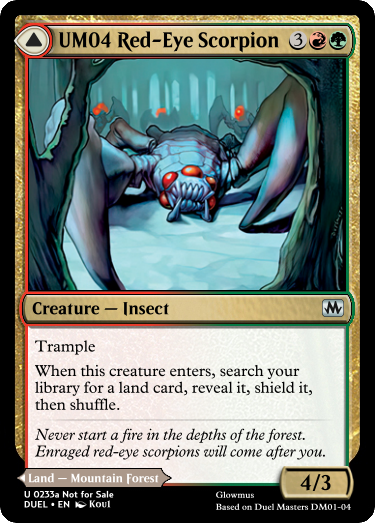 UM04 Red-Eye Scorpion 3
Creature — Insect
Trample
When this creature enters, search your
library for a land card, reveal it, shield it,
then shuffle.
Never start a fire in the depths of the forest.
Enraged red-eye scorpions will come after you.
Land — Mountain Forest
4/3
U 0233a Not for Sale
DUEL • EN Koul
Glowmus
Based on Duel Masters DM01-04